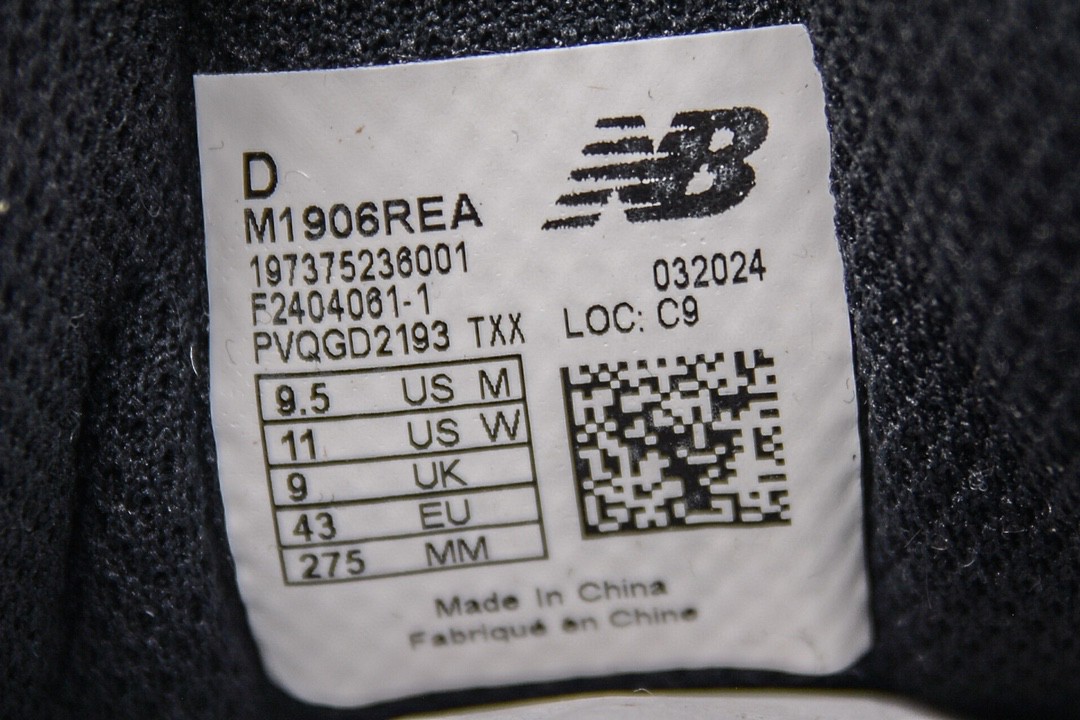 NB
D
M1906REA
197375236001
032024
F2404061-1
LOC: C9
PVQGD2193 TXX
9.5 US M
11 US W
9 UK
43 EU
275 MM
Made In China
Fabriqué en Chine